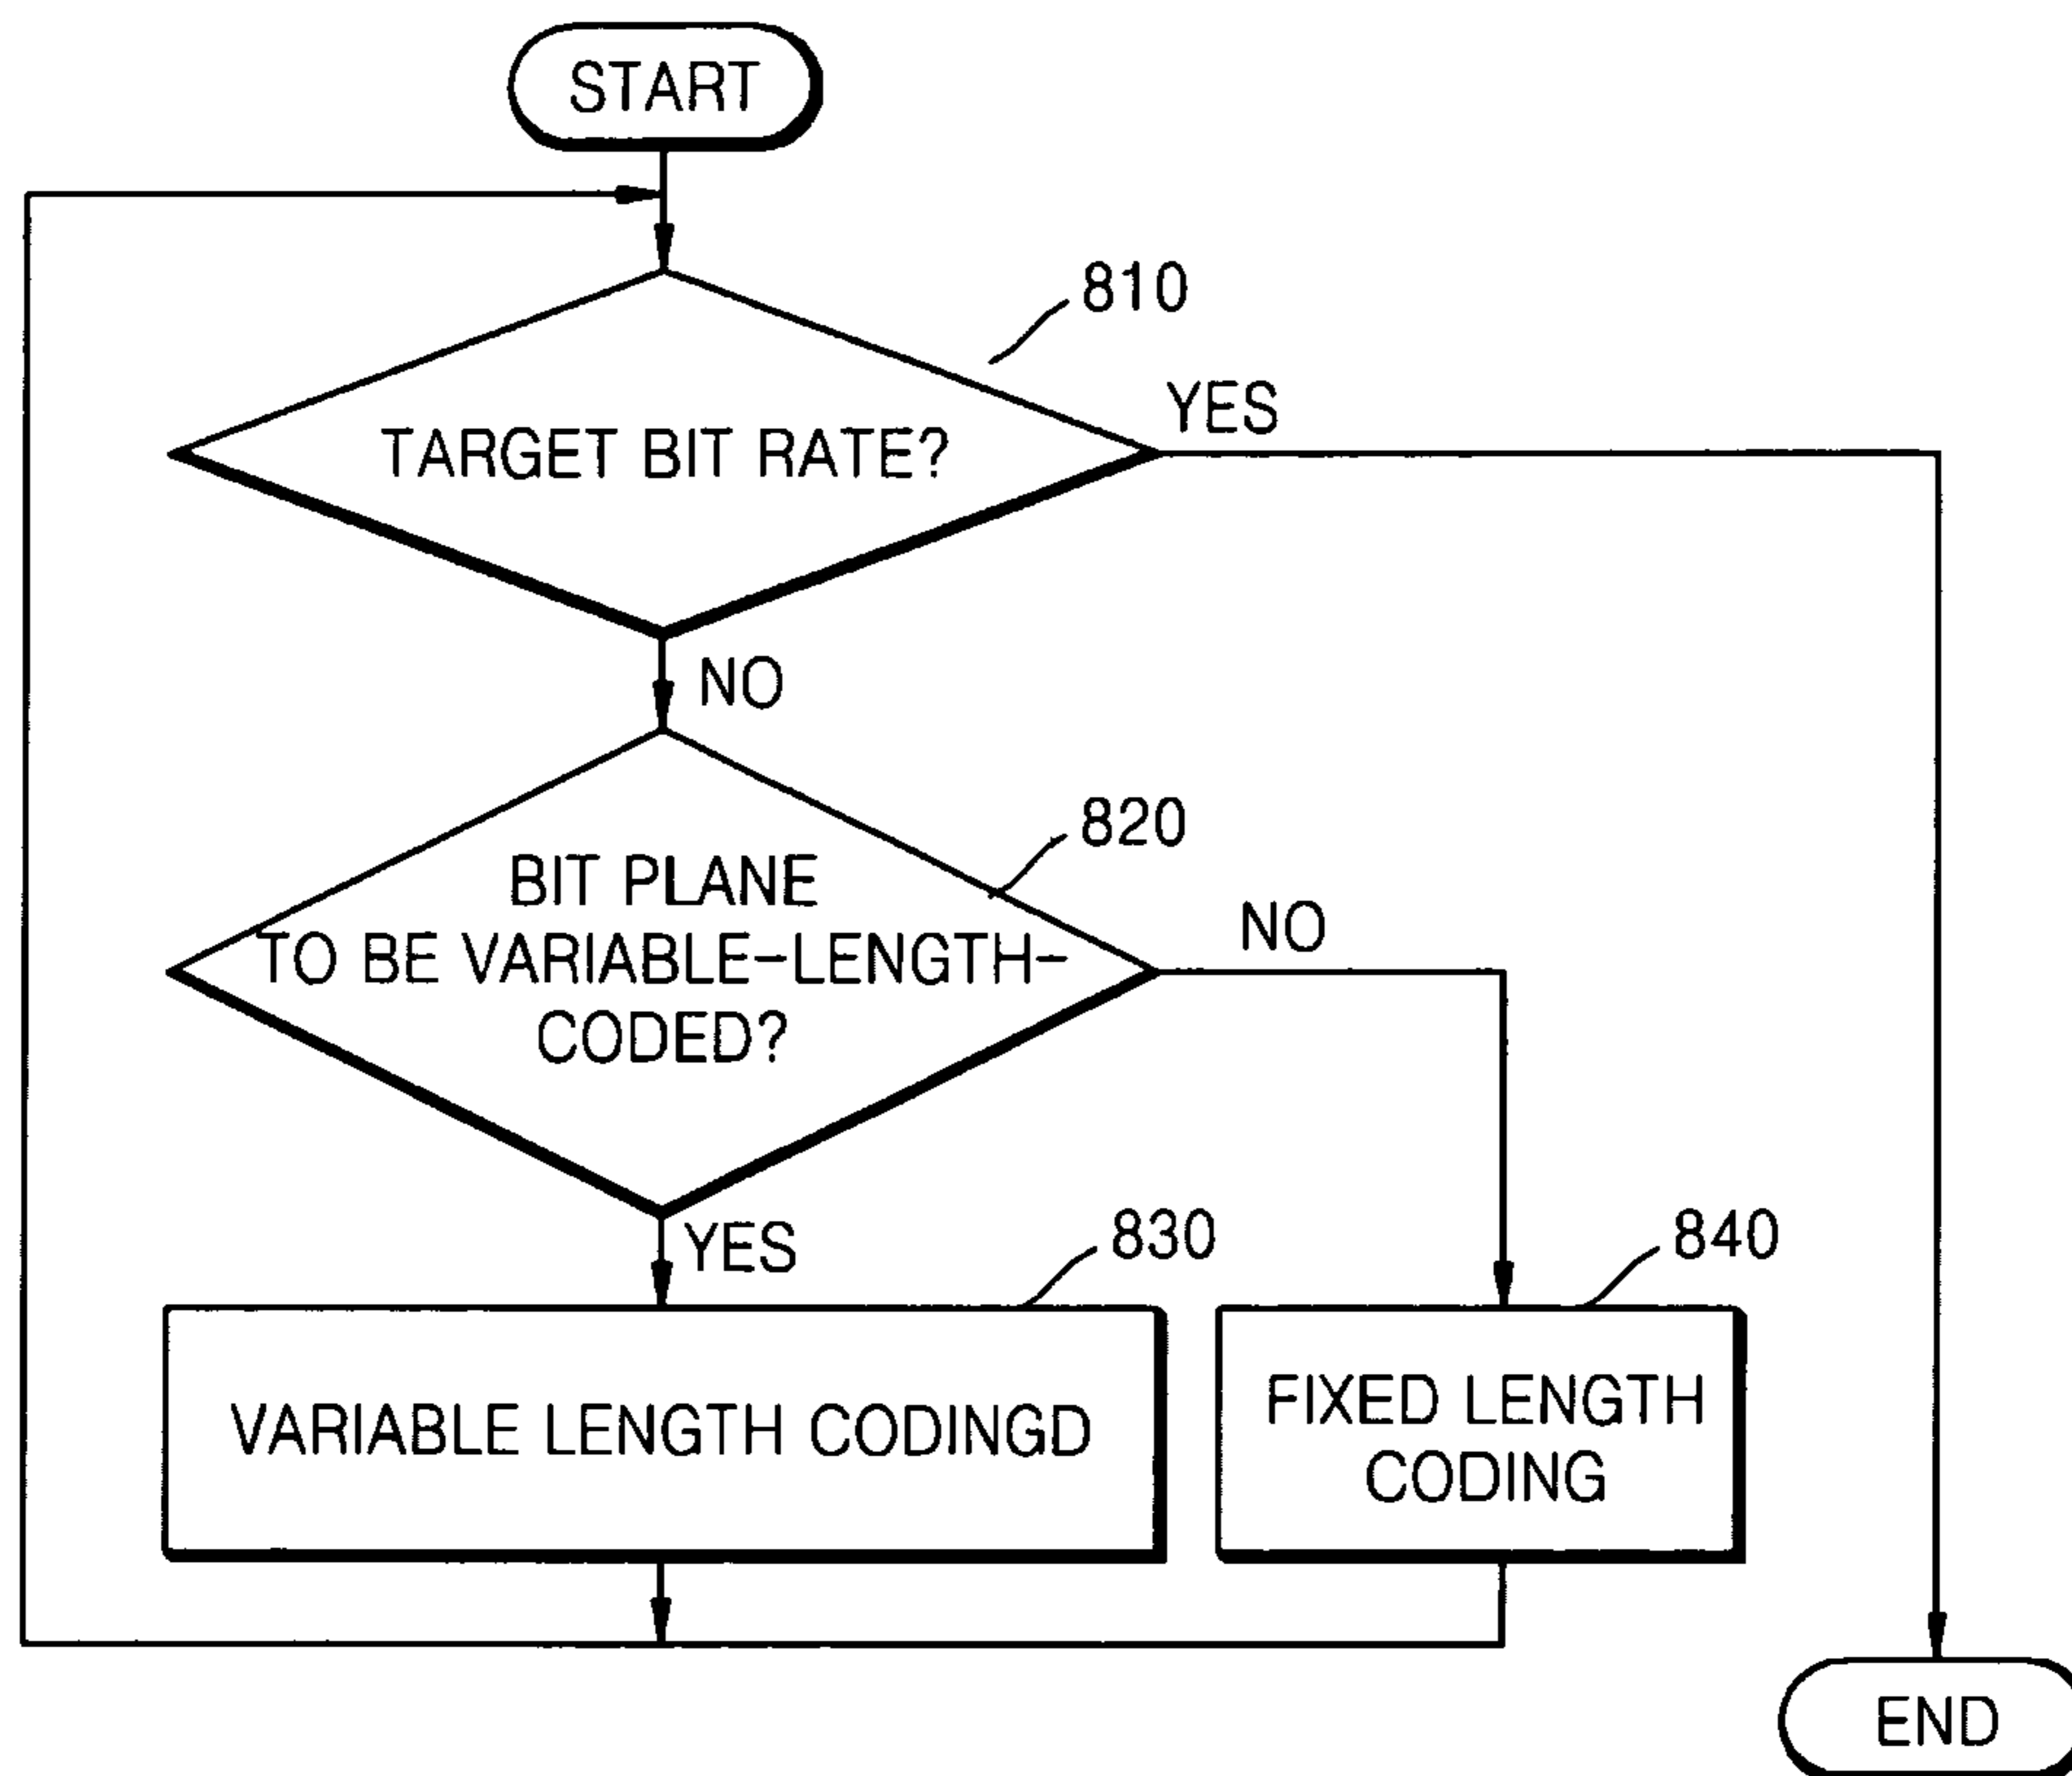 START
810
YES
TARGET BIT RATE?
NO
820
BIT PLANE
TO BE VARIABLE-LENGTH-
CODED?
NO
YES
830
840
VARIABLE LENGTH CODINGD
FIXED LENGTH
CODING
END